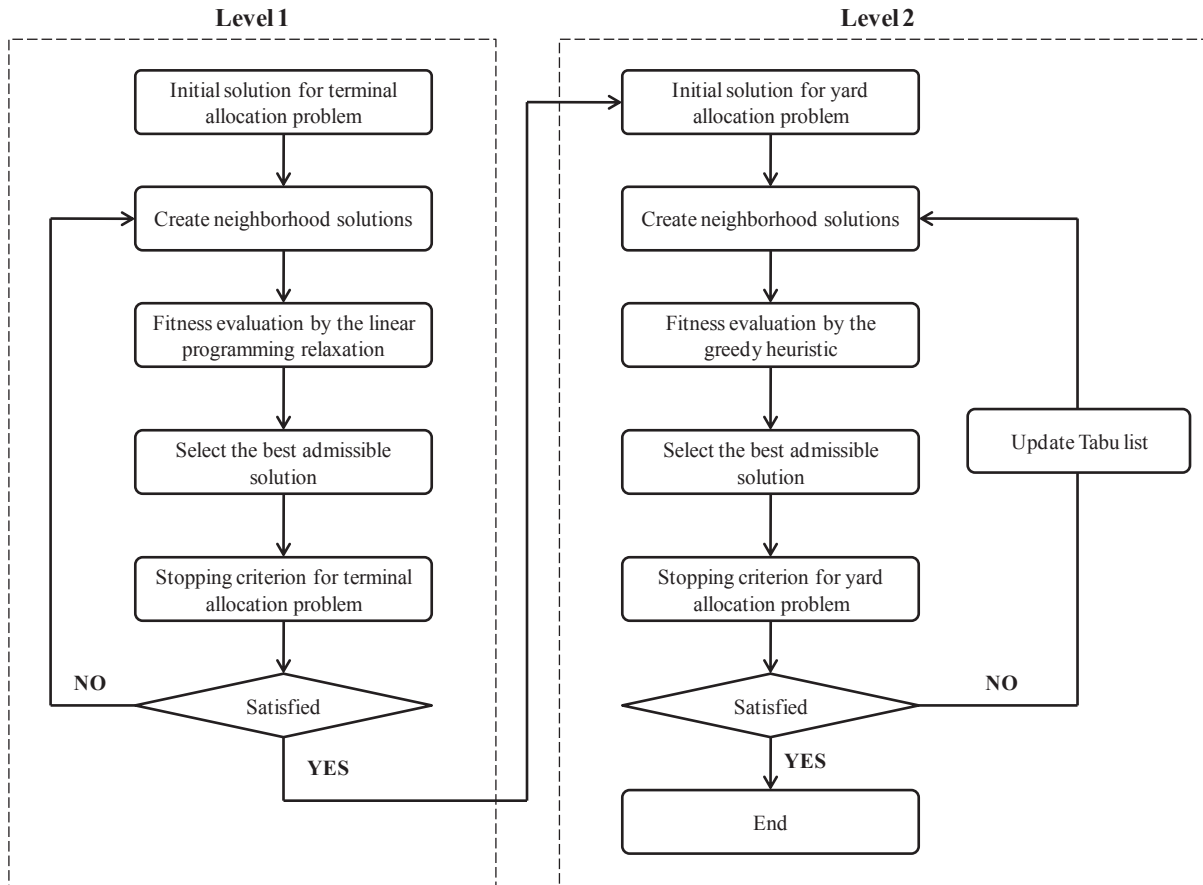 Level 1
Initial solution for terminal
allocation problem
Create neighborhood solutions
Fitness evaluation by the linear
programming relaxation
Select the best admissible
solution
Stopping criterion for terminal
allocation problem
NO
Satisfied
YES
Level 2
Initial solution for yard
allocation problem
Create neighborhood solutions
Fitness evaluation by the
greedy heuristic
Update Tabu list
Select the best admissible
solution
Stopping criterion for yard
allocation problem
Satisfied
NO
YES
End